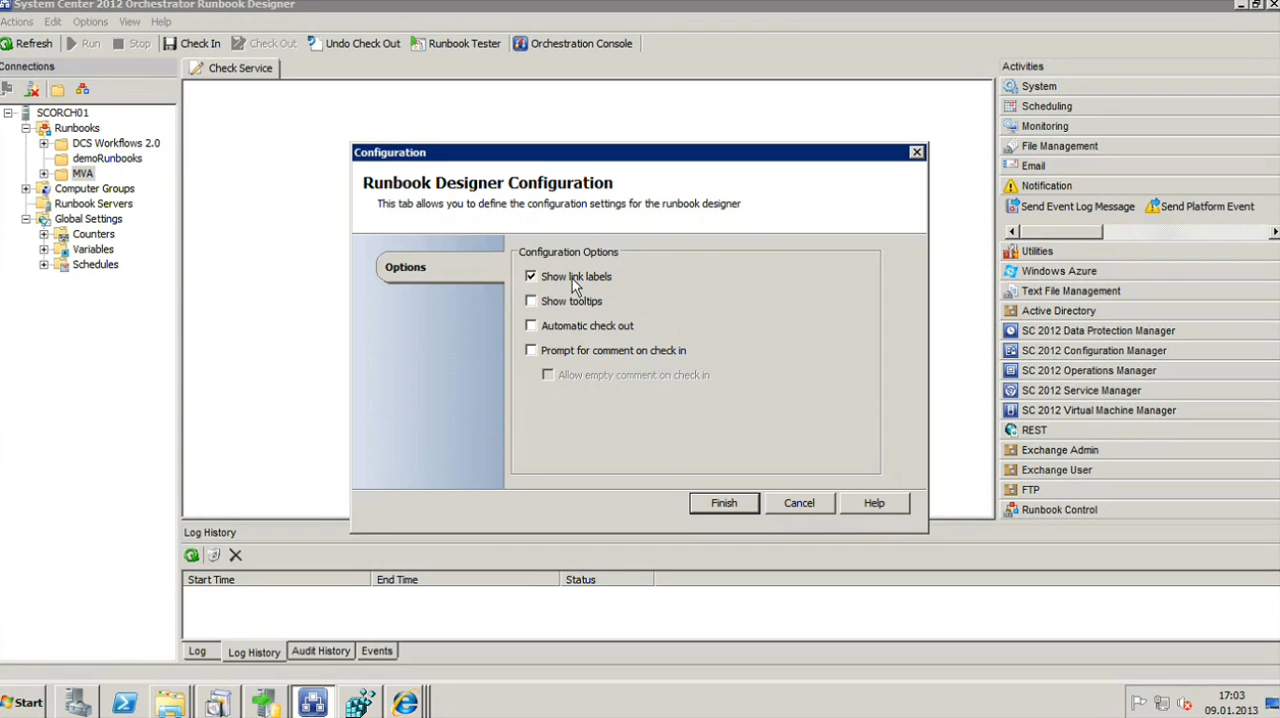 System Center 2012 Orchestrator Runbook Designer
Actions Edit Options View Help
Refresh Run Stop Check In Check Out Undo Check Out Runbook Tester Orchestration Console
Connections
SCORCH01
Runbooks
DCS Workflows 2.0
demoRunbooks
MVA
Computer Groups
Runbook Servers
Global Settings
Counters
Variables
Schedules
Check Service
Configuration
Runbook Designer Configuration
This tab allows you to define the configuration settings for the runbook designer
Options
Configuration Options
Show link labels
Show tooltips
Automatic check out
Prompt for comment on check in
Allow empty comment on check in
Finish Cancel Help
Activities
System
Scheduling
Monitoring
File Management
Email
Notification
Send Event Log Message Send Platform Event
Utilities
Windows Azure
Text File Management
Active Directory
SC 2012 Data Protection Manager
SC 2012 Configuration Manager
SC 2012 Operations Manager
SC 2012 Service Manager
SC 2012 Virtual Machine Manager
REST
Exchange Admin
Exchange User
FTP
Runbook Control
Log History
Start Time End Time Status
Log Log History Audit History Events
Start
17:03
09.01.2013